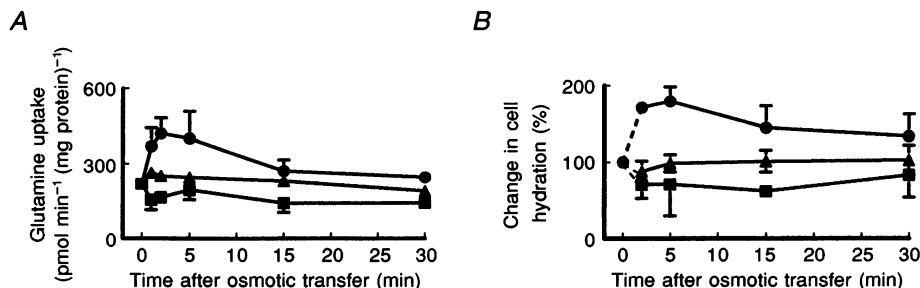 A
Glutamine uptake
(pmol min⁻¹ (mg protein)⁻¹)
600
300
0
0 5 10 15 20 25 30
Time after osmotic transfer (min)
B
Change in cell
hydration (%)
200
100
0
0 5 10 15 20 25 30
Time after osmotic transfer (min)